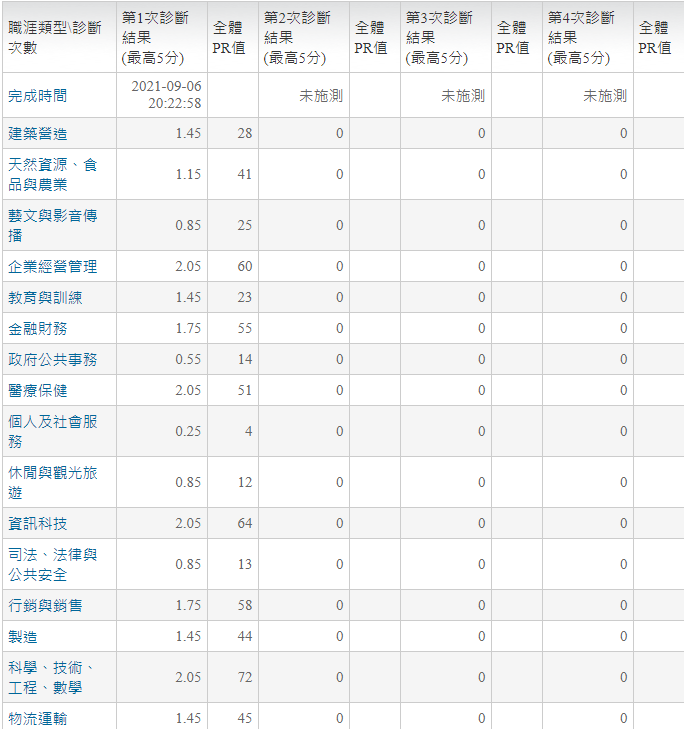 職涯類型\診斷次數 第1次診斷結果(最高5分) 全體PR值 第2次診斷結果(最高5分) 全體PR值 第3次診斷結果(最高5分) 全體PR值 第4次診斷結果(最高5分) 全體PR值
完成時間 2021-09-06 20:22:58 未施測 未施測 未施測
建築營造 1.45 28 0 0 0
天然資源、食品與農業 1.15 41 0 0 0
藝文與影音傳播 0.85 25 0 0 0
企業經營管理 2.05 60 0 0 0
教育與訓練 1.45 23 0 0 0
金融財務 1.75 55 0 0 0
政府公共事務 0.55 14 0 0 0
醫療保健 2.05 51 0 0 0
個人及社會服務 0.25 4 0 0 0
休閒與觀光旅遊 0.85 12 0 0 0
資訊科技 2.05 64 0 0 0
司法、法律與公共安全 0.85 13 0 0 0
行銷與銷售 1.75 58 0 0 0
製造 1.45 44 0 0 0
科學、技術、工程、數學 2.05 72 0 0 0
物流運輸 1.45 45 0 0 0